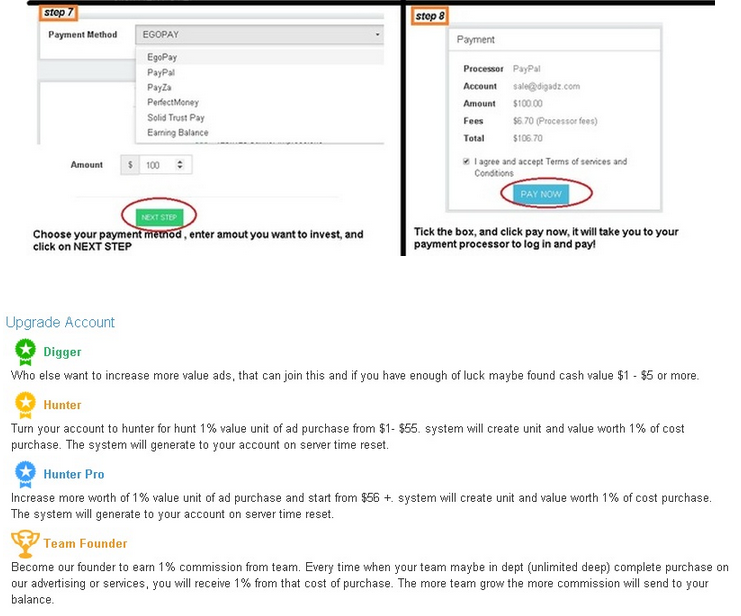 step 7
Payment Method
EGOPAY
EgoPay
PayPal
PayZa
PerfectMoney
Solid Trust Pay
Earning Balance
Amount $ 100
NEXT STEP
Choose your payment method , enter amout you want to invest, and
click on NEXT STEP
step 8
Payment
Processor PayPal
Account sale@digadz.com
Amount $100.00
Fees $6.70 (Processor fees)
Total $106.70
I agree and accept Terms of services and
Conditions
PAY NOW
Tick the box, and click pay now, it will take you to your
payment processor to log in and pay!
Upgrade Account
Digger
Who else want to increase more value ads, that can join this and if you have enough of luck maybe found cash value $1 - $5 or more.
Hunter
Turn your account to hunter for hunt 1% value unit of ad purchase from $1- $55. system will create unit and value worth 1% of cost
purchase. The system will generate to your account on server time reset.
Hunter Pro
Increase more worth of 1% value unit of ad purchase and start from $56 +. system will create unit and value worth 1% of cost purchase.
The system will generate to your account on server time reset.
Team Founder
Become our founder to earn 1% commission from team. Every time when your team maybe in dept (unlimited deep) complete purchase on
our advertising or services, you will receive 1% from that cost of purchase. The more team grow the more commission will send to your
balance.